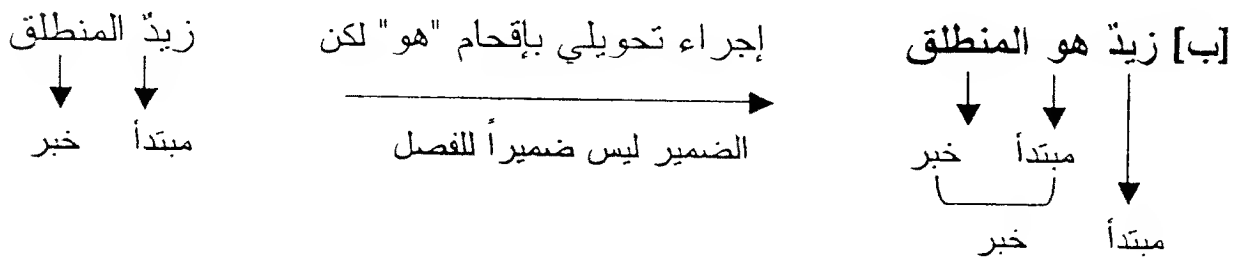 [ب] زيدٌ هو المنطلق
إجراء تحويلي بإقحام "هو" لكن
زيدٌ المنطلق
مبتدأ خبر
الضمير ليس ضميراً للفصل
مبتدأ خبر
مبتدأ خبر